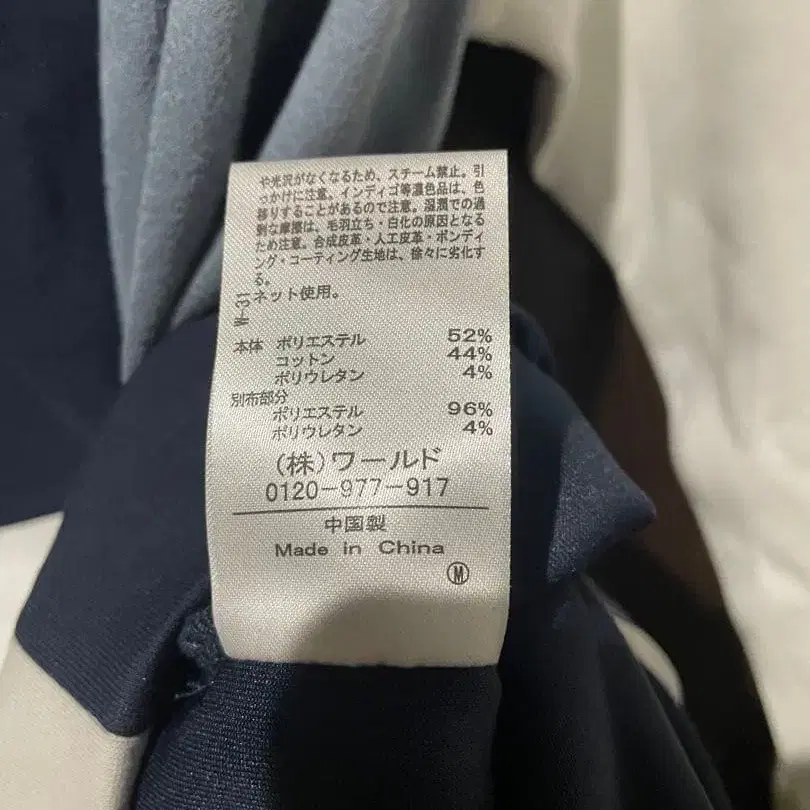 や光沢がなくなるため、スチーム禁止。引
っかけに注意。インディゴ等濃色品は、色
移りすることがあるので注意。湿潤での過
剰な摩擦は、毛羽立ち・白化の原因となる
ため注意。合成皮革・人工皮革・ボンディ
ング・コーティング生地は、徐々に劣化す
る。
ネット使用。
W-31
本体 ポリエステル 52%
コットン 44%
ポリウレタン 4%
別布部分
ポリエステル 96%
ポリウレタン 4%
(株)ワールド
0120-977-917
中国製
Made in China
Ⓜ